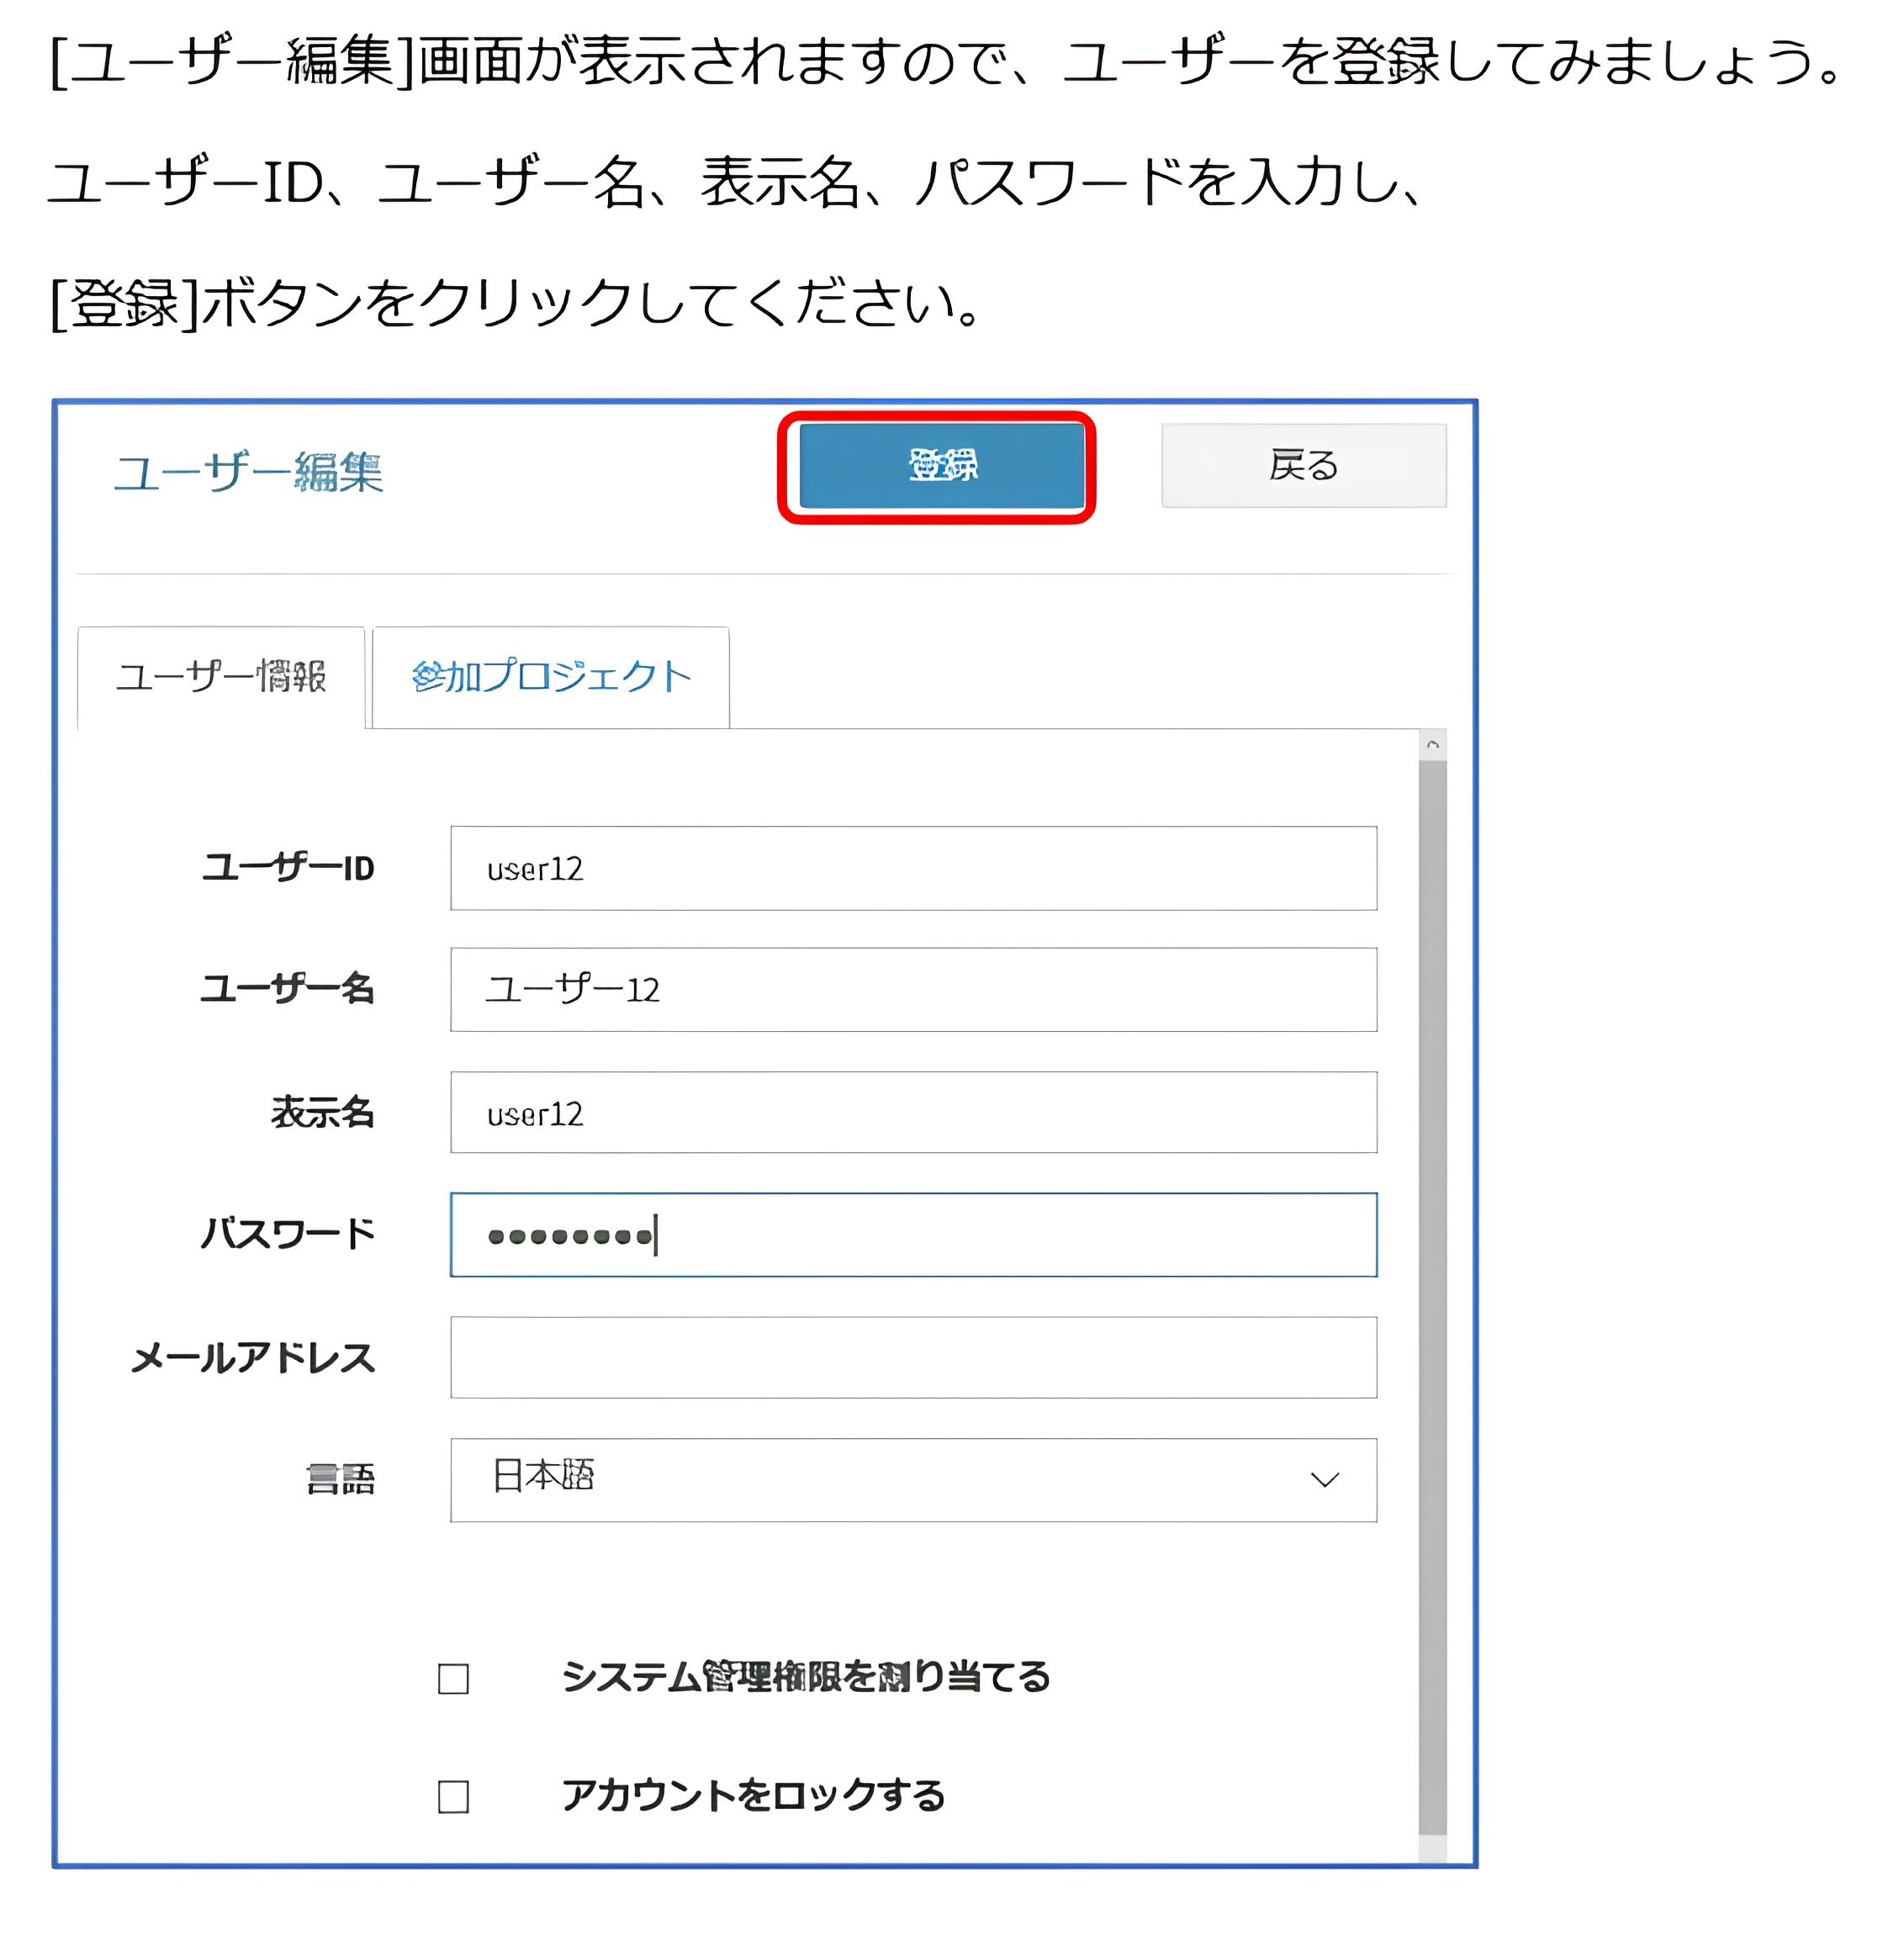 [ユーザー編集]画面が表示されますので、ユーザーを登録してみましょう。
ユーザーID、ユーザー名、表示名、パスワードを入力し、
[登録]ボタンをクリックしてください。
ユーザー編集
登録
戻る
ユーザー情報
参加プロジェクト
ユーザーID
user12
ユーザー名
ユーザー12
表示名
user12
パスワード
●●●●●●●●
メールアドレス
言語
日本語
システム管理権限を割り当てる
アカウントをロックする